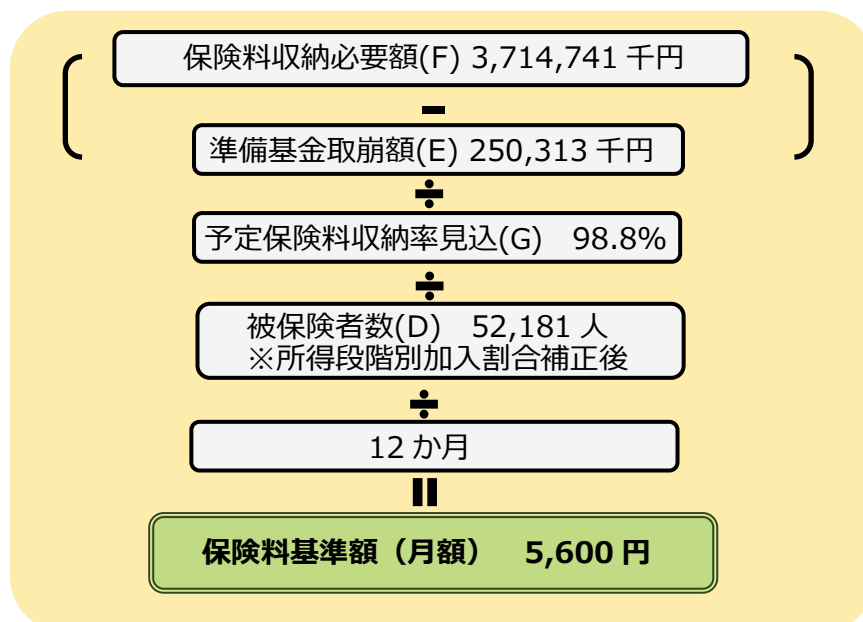 保険料収納必要額(F) 3,714,741 千円
－
準備基金取崩額(E) 250,313 千円
÷
予定保険料収納率見込(G)　98.8%
÷
被保険者数(D)　52,181 人
※所得段階別加入割合補正後
÷
12 か月
＝
保険料基準額（月額）　5,600 円